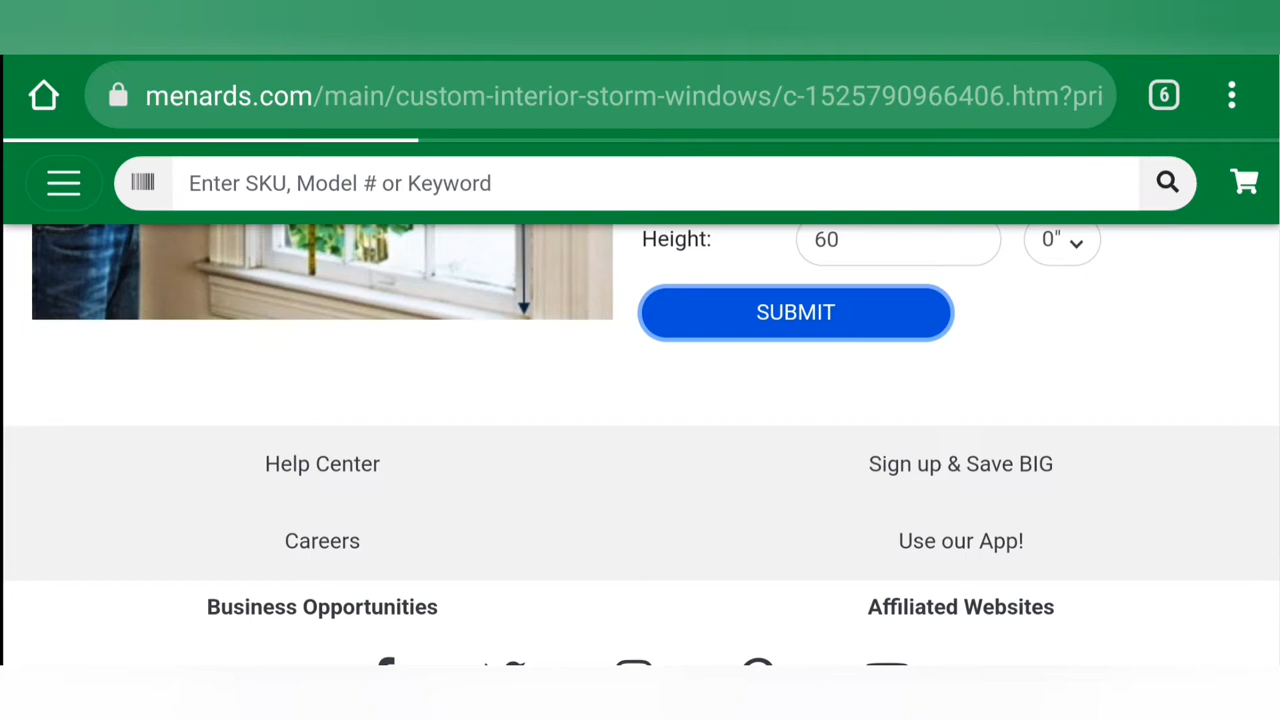 menards.com/main/custom-interior-storm-windows/c-1525790966406.htm?pri
6
Enter SKU, Model # or Keyword
Height: 60 0"
SUBMIT
Help Center
Sign up & Save BIG
Careers
Use our App!
Business Opportunities
Affiliated Websites